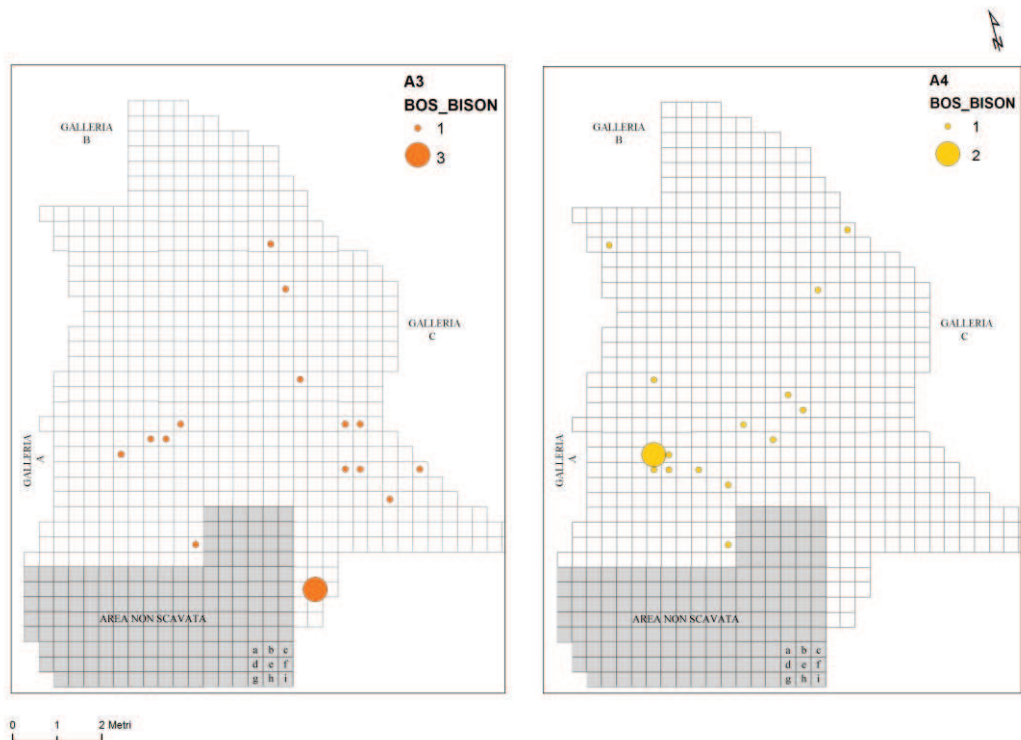 A3
BOS_BISON
1
3
GALLERIA
B
GALLERIA
C
GALLERIA
A
AREA NON SCAVATA
a b c
d e f
g h i
A4
BOS_BISON
1
2
GALLERIA
B
GALLERIA
C
GALLERIA
A
AREA NON SCAVATA
a b c
d e f
g h i
N
0 1 2 Metri